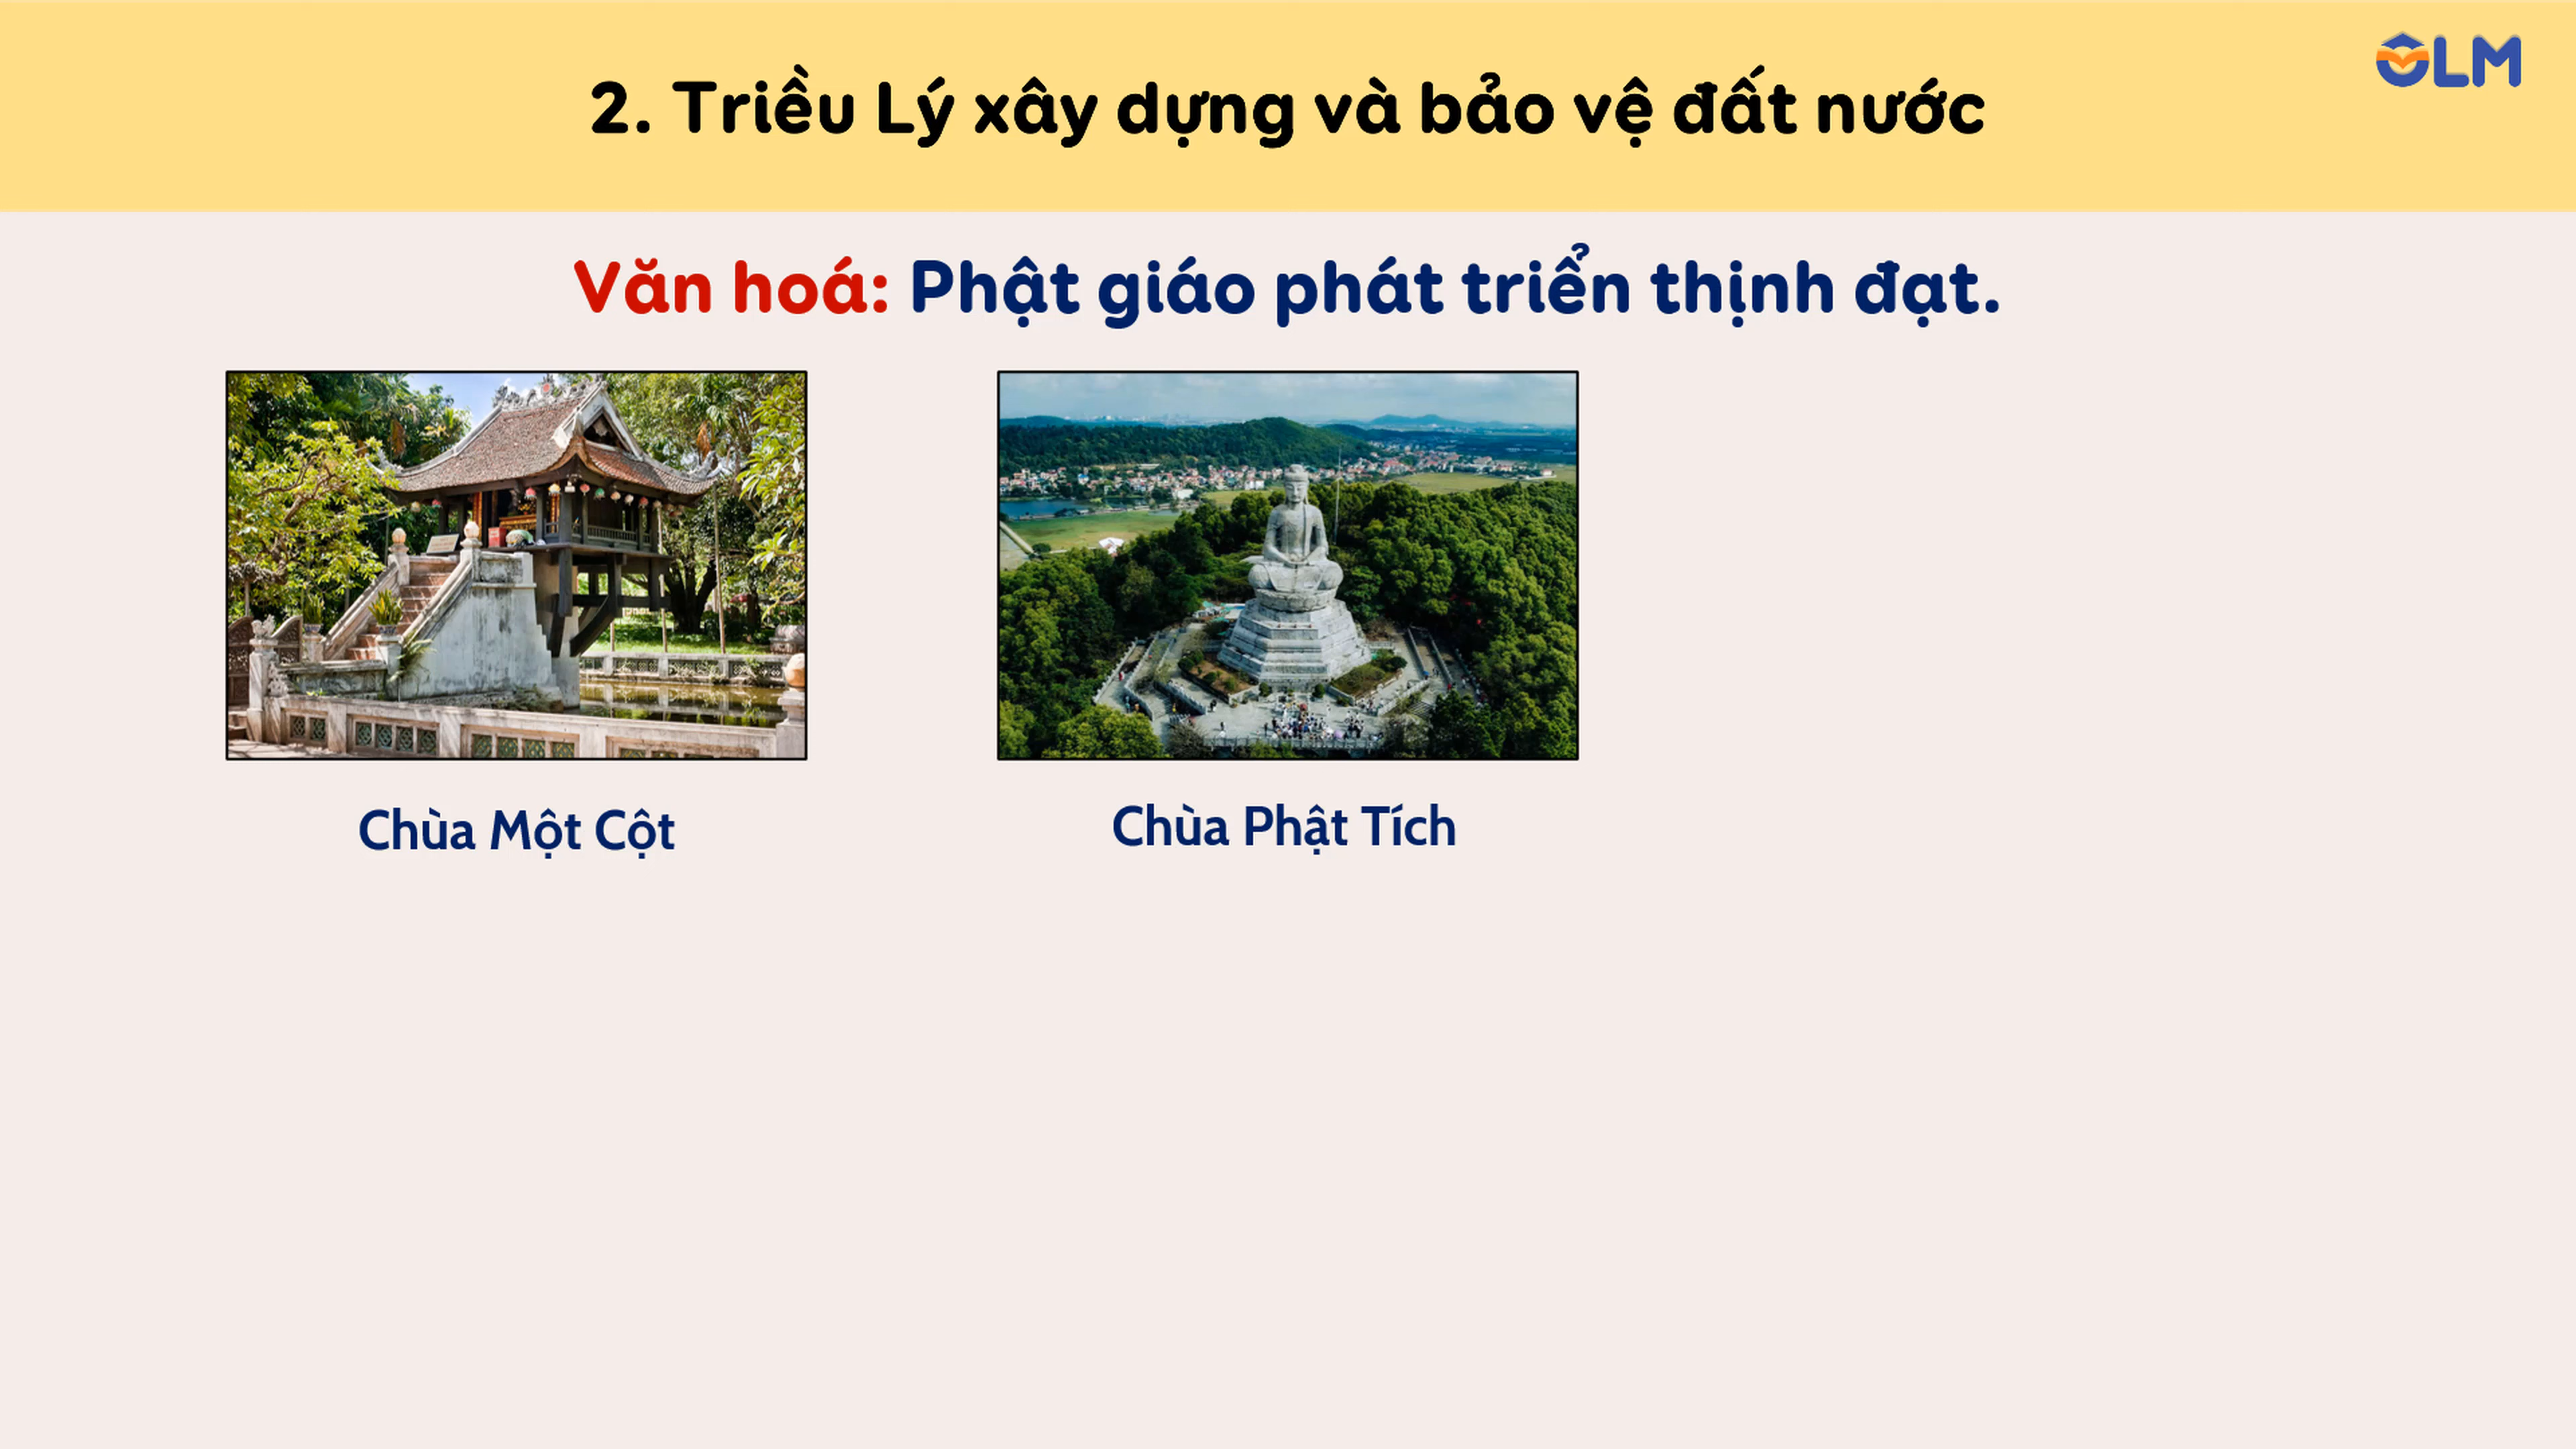 OLM
2. Triều Lý xây dựng và bảo vệ đất nước
Văn hoá: Phật giáo phát triển thịnh đạt.
Chùa Một Cột
Chùa Phật Tích